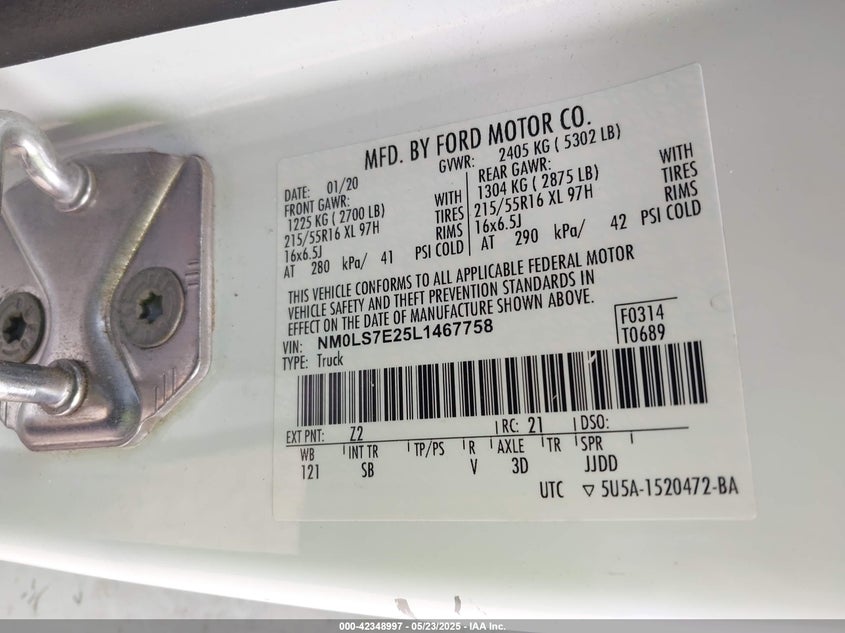 MFD. BY FORD MOTOR CO.
DATE: 01/20
GVWR: 2405 KG ( 5302 LB)
FRONT GAWR:
1225 KG ( 2700 LB) WITH
215/55R16 XL 97H TIRES
16x6.5J RIMS
AT 280 kPa/ 41 PSI COLD
REAR GAWR:
1304 KG ( 2875 LB) WITH
215/55R16 XL 97H TIRES
16x6.5J RIMS
AT 290 kPa/ 42 PSI COLD
THIS VEHICLE CONFORMS TO ALL APPLICABLE FEDERAL MOTOR
VEHICLE SAFETY AND THEFT PREVENTION STANDARDS IN
EFFECT ON THE DATE OF MANUFACTURE SHOWN ABOVE.
VIN: NM0LS7E25L1467758
TYPE: Truck
F0314
T0689
EXT PNT: Z2 RC: 21 DSO:
WB INT TR TP/PS R AXLE TR SPR
121 SB V 3D JJDD
UTC ▽ 5U5A-1520472-BA
000-42348997 — 05/23/2025 — IAA Inc.